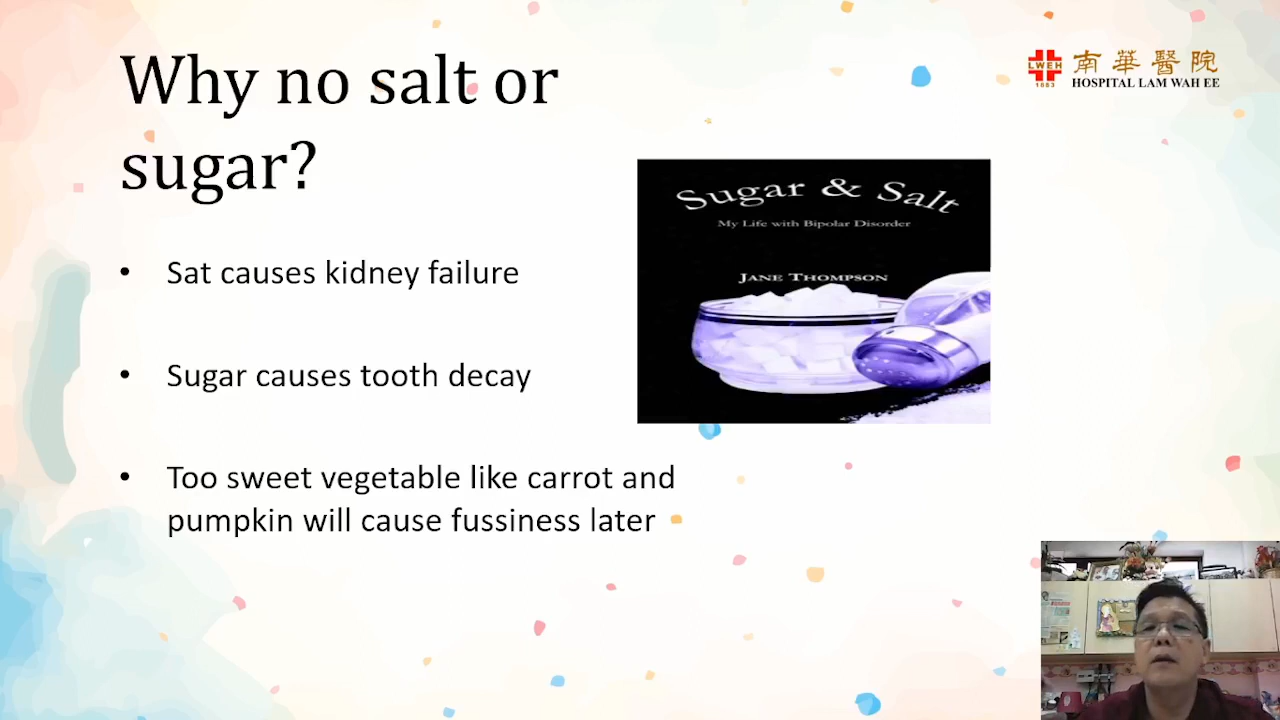 Why no salt or
sugar?
LWEH
1883
南華醫院
HOSPITAL LAM WAH EE
Sugar & Salt
My Life with Bipolar Disorder
JANE THOMPSON
• Sat causes kidney failure
• Sugar causes tooth decay
• Too sweet vegetable like carrot and
pumpkin will cause fussiness later